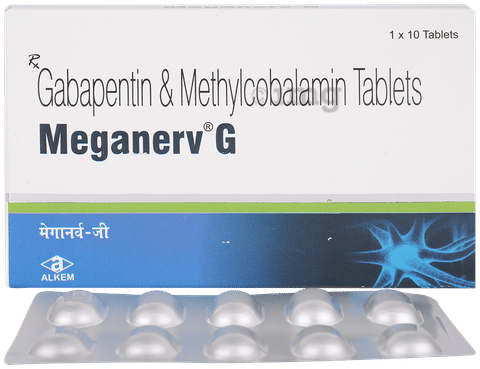 1 x 10 Tablets
Rx
Gabapentin & Methylcobalamin Tablets
Meganerv® G
मेगानर्व-जी
a
ALKEM